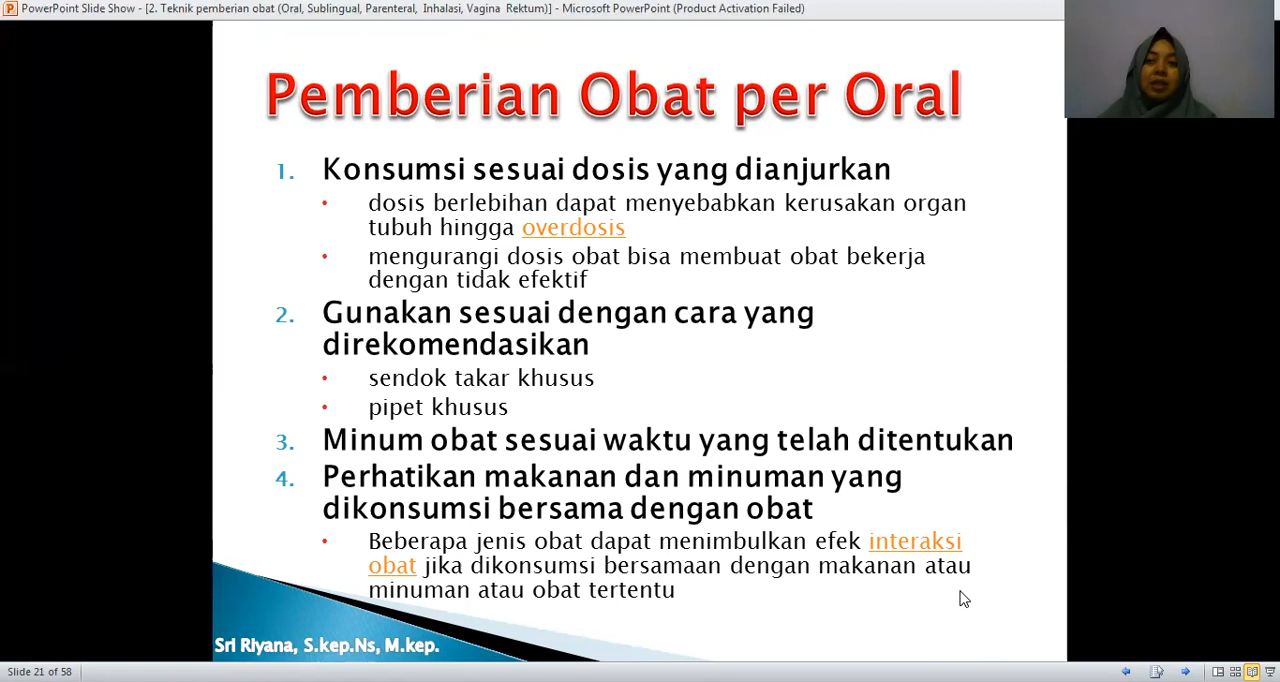 PowerPoint Slide Show - [2. Teknik pemberian obat (Oral, Sublingual, Parenteral, Inhalasi, Vagina Rektum)] - Microsoft PowerPoint (Product Activation Failed)
Pemberian Obat per Oral
1. Konsumsi sesuai dosis yang dianjurkan
• dosis berlebihan dapat menyebabkan kerusakan organ
tubuh hingga overdosis
• mengurangi dosis obat bisa membuat obat bekerja
dengan tidak efektif
2. Gunakan sesuai dengan cara yang
direkomendasikan
• sendok takar khusus
• pipet khusus
3. Minum obat sesuai waktu yang telah ditentukan
4. Perhatikan makanan dan minuman yang
dikonsumsi bersama dengan obat
• Beberapa jenis obat dapat menimbulkan efek interaksi
obat jika dikonsumsi bersamaan dengan makanan atau
minuman atau obat tertentu
Sri Riyana, S.kep.Ns, M.kep.
Slide 21 of 58